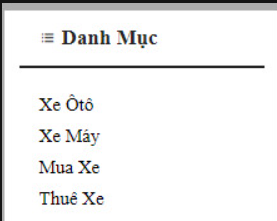 Danh Mục
Xe Ôtô
Xe Máy
Mua Xe
Thuê Xe